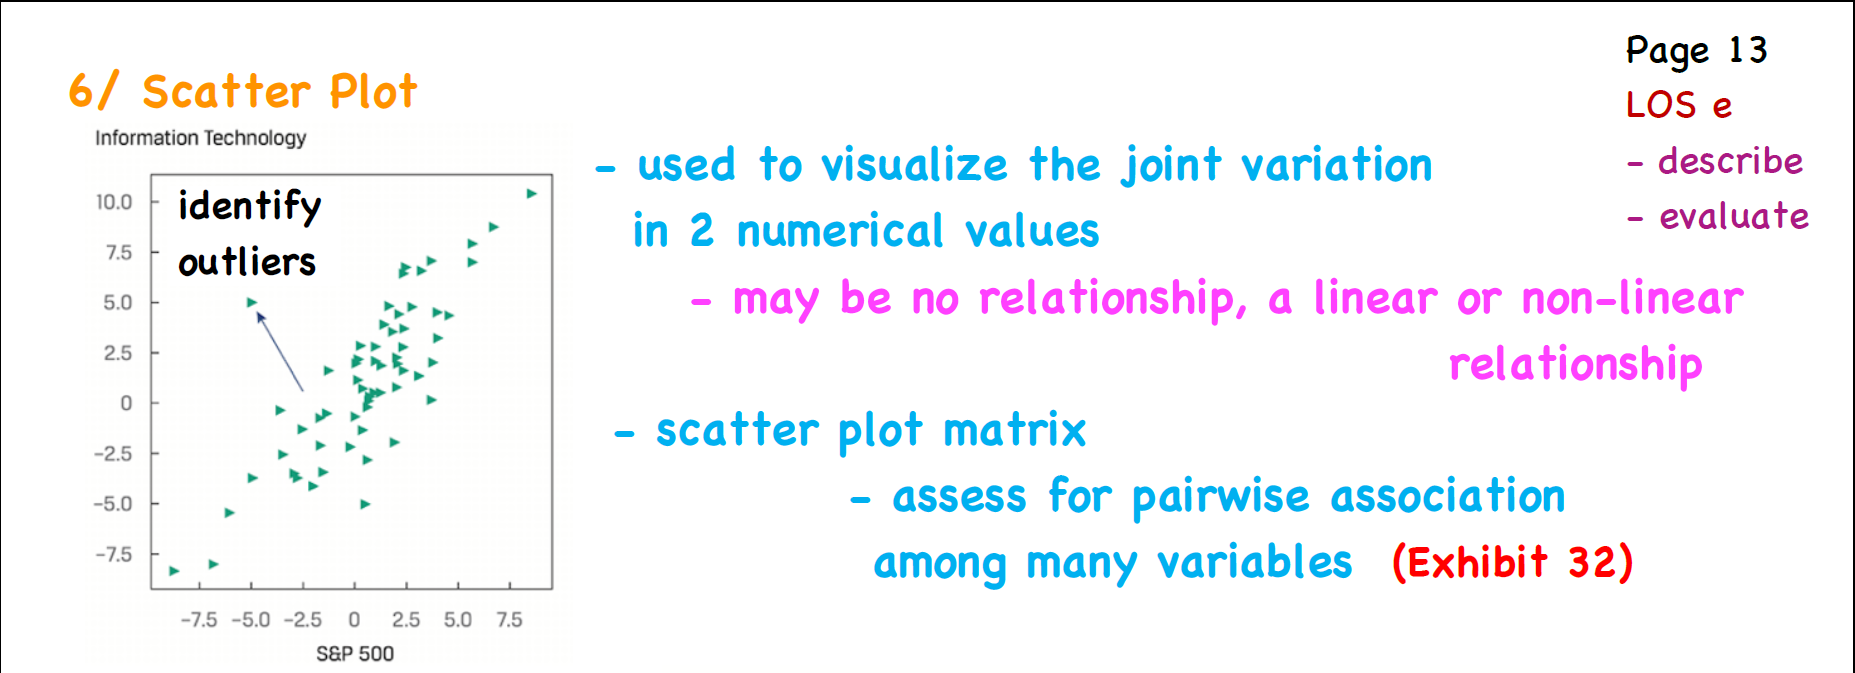 Page 13
6/ Scatter Plot
LOS e
Information Technology
- used to visualize the joint variation
- describe
identify
10.0
- evaluate
in 2 numerical values
7.5
outliers
5.0
- may be no relationship, a linear or non-linear
2.5
relationship
0
- scatter plot matrix
-2.5
-5.0
- assess for pairwise association
-7.5
among many variables (Exhibit 32)
-7.5 -5.0 -2.5 0 2.5 5.0 7.5
S&P 500